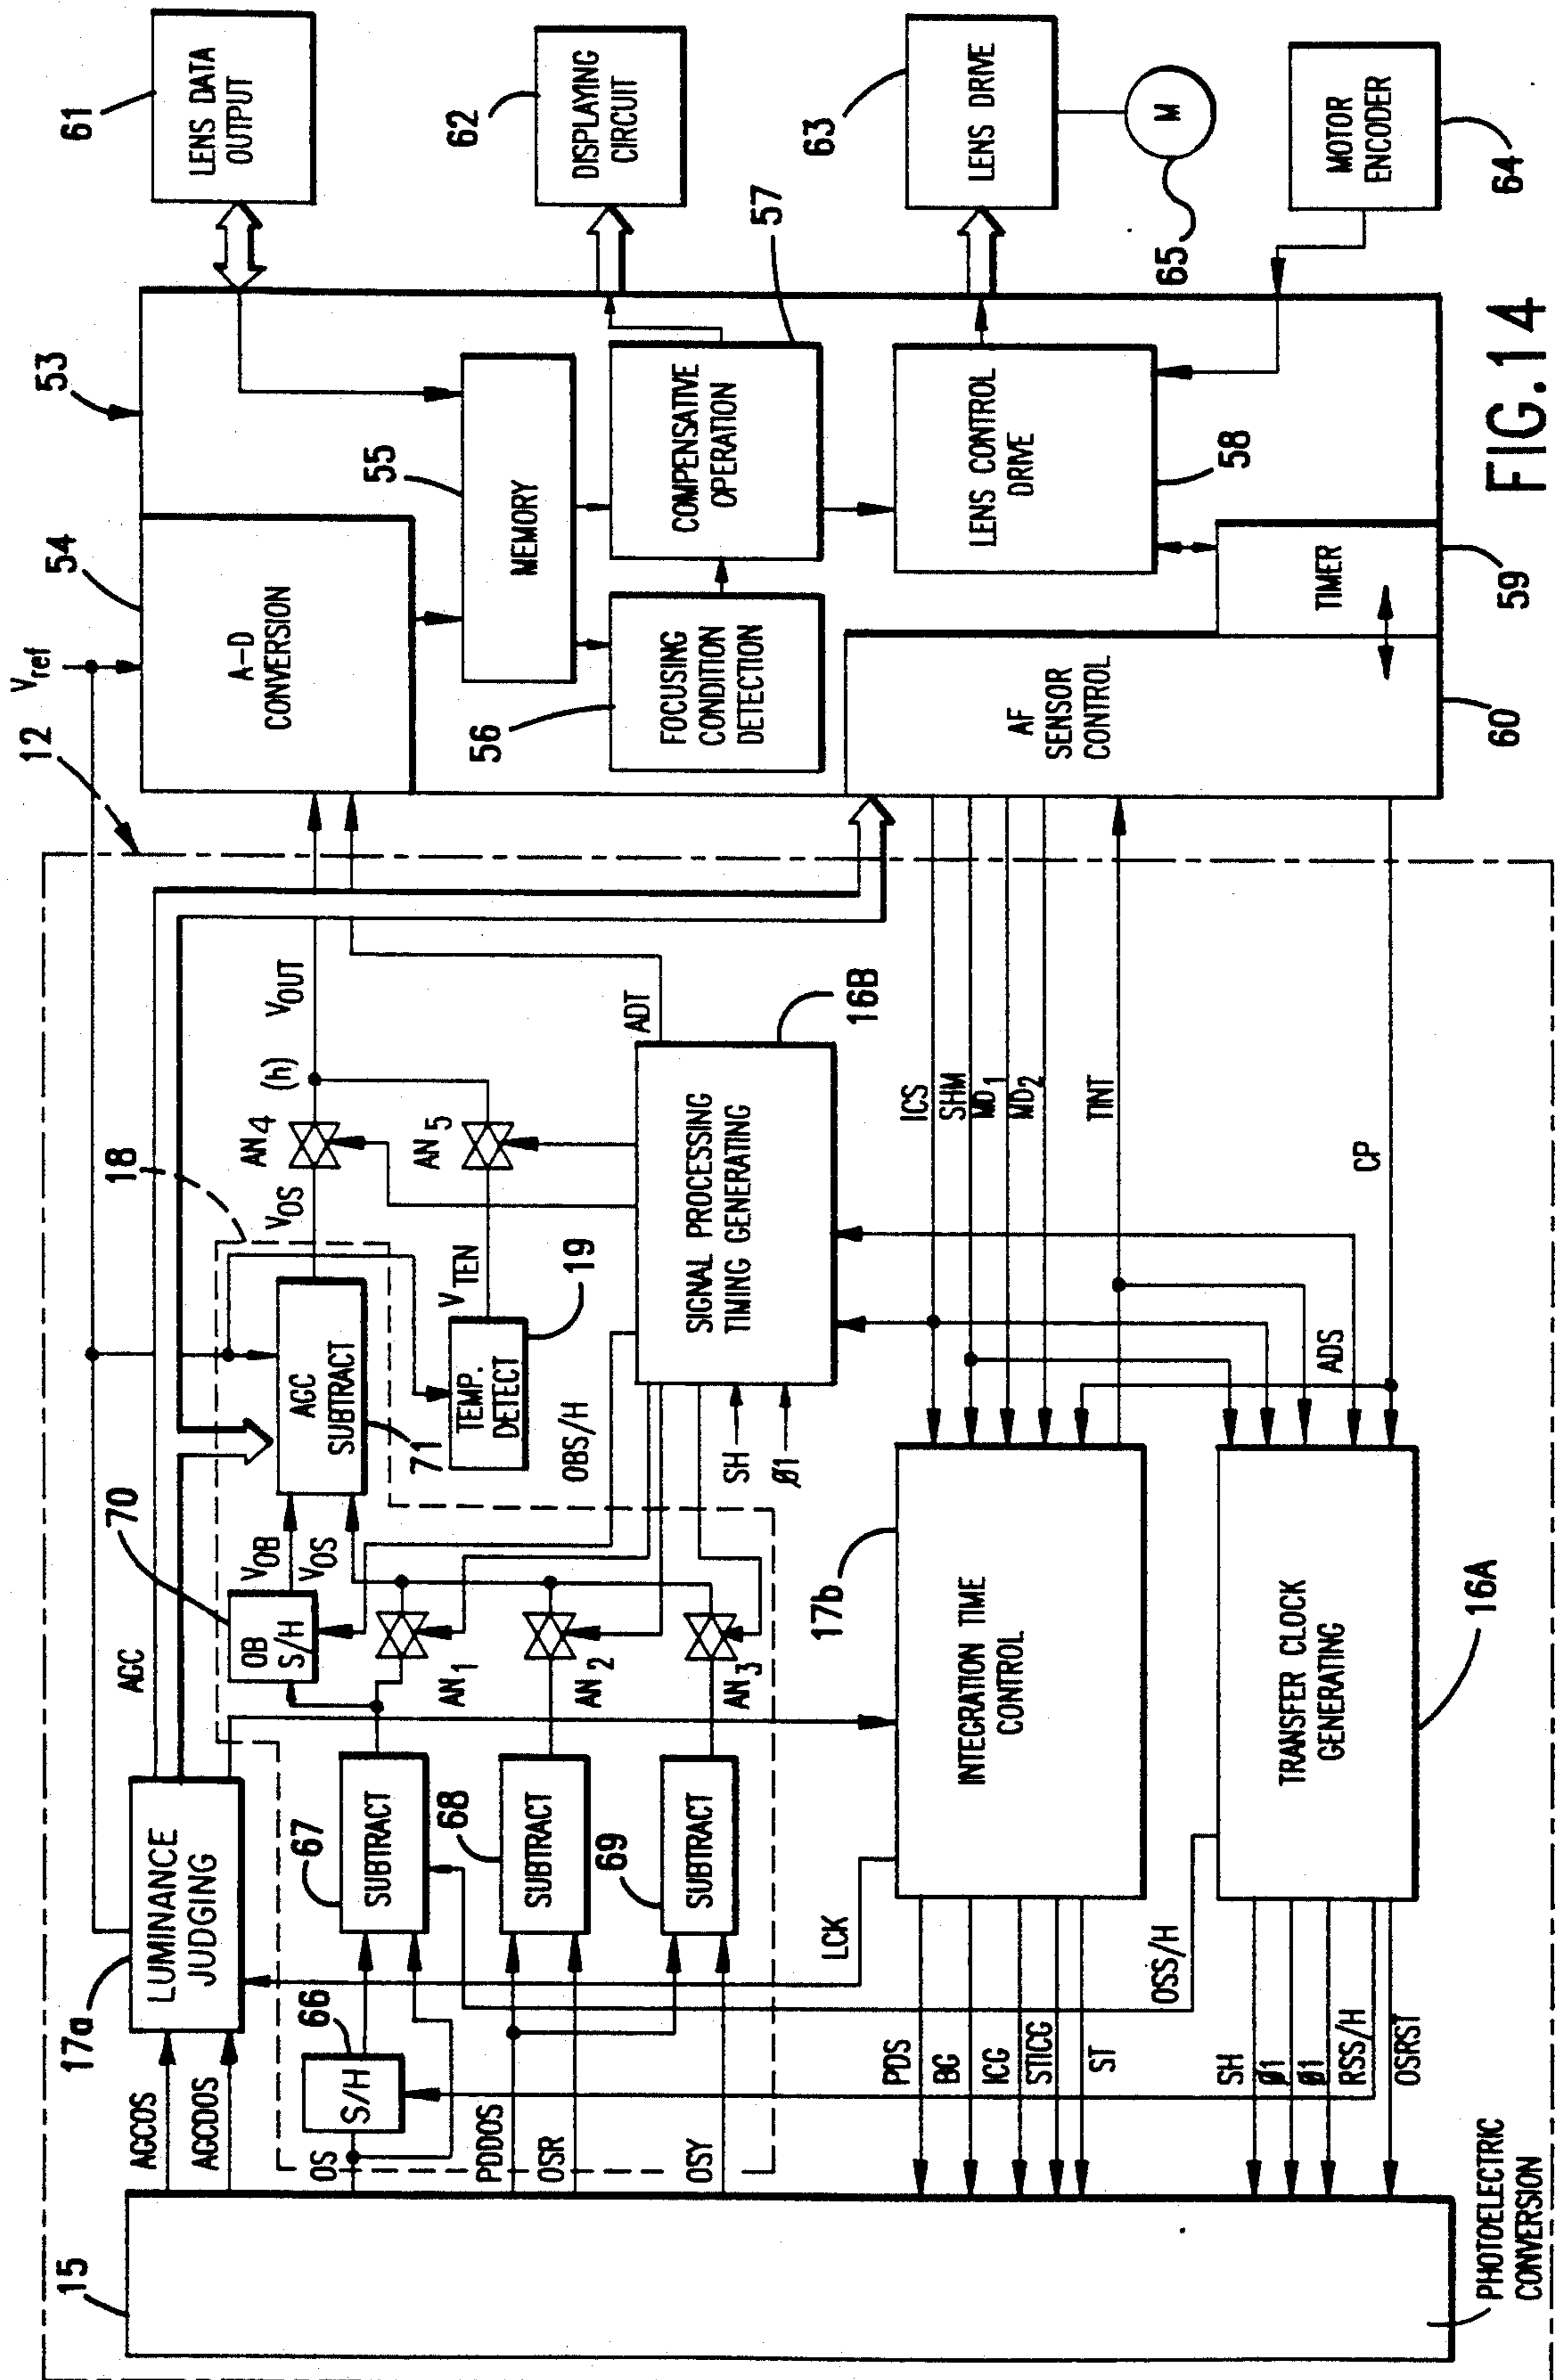 15
PHOTOELECTRIC
CONVERSION
AGCOS
AGCDOS
OS
PDDOS
OSR
OSY
17a
LUMINANCE
JUDGING
66
S/H
67
SUBTRACT
68
SUBTRACT
69
SUBTRACT
AGC
70
OB
S/H
VOB
VOS
AN1
AN2
AN3
18
AGC
SUBTRACT
71
TEMP.
DETECT
19
VTEN
VOS
AN4
(h)
VOUT
AN5
OBS/H
SH
Ø1
SIGNAL PROCESSING
TIMING GENERATING
16B
ADT
12
Vref
LCK
OSS/H
PDS
BG
ICG
STICG
ST
SH
Ø1
Ø1
RSS/H
OSRST
17b
INTEGRATION TIME
CONTROL
TRANSFER CLOCK
GENERATING
16A
ICS
SHM
MD1
MD2
TINT
ADS
CP
53
54
A-D
CONVERSION
55
MEMORY
56
FOCUSING
CONDITION
DETECTION
COMPENSATIVE
OPERATION
57
LENS CONTROL
DRIVE
58
TIMER
59
AF
SENSOR
CONTROL
60
61
LENS DATA
OUTPUT
62
DISPLAYING
CIRCUIT
63
LENS DRIVE
M
65
MOTOR
ENCODER
64
FIG.14